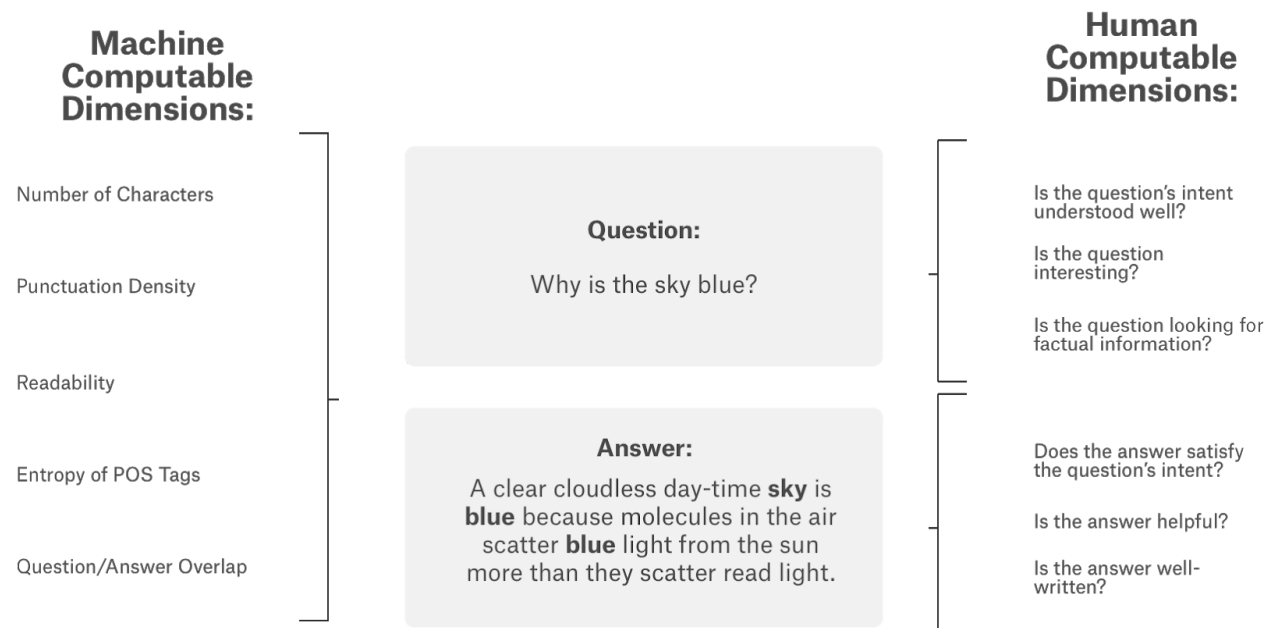 Machine
Computable
Dimensions:
Number of Characters
Punctuation Density
Readability
Entropy of POS Tags
Question/Answer Overlap
Question:
Why is the sky blue?
Answer:
A clear cloudless day-time sky is
blue because molecules in the air
scatter blue light from the sun
more than they scatter read light.
Human
Computable
Dimensions:
Is the question's intent
understood well?
Is the question
interesting?
Is the question looking for
factual information?
Does the answer satisfy
the question's intent?
Is the answer helpful?
Is the answer well-
written?